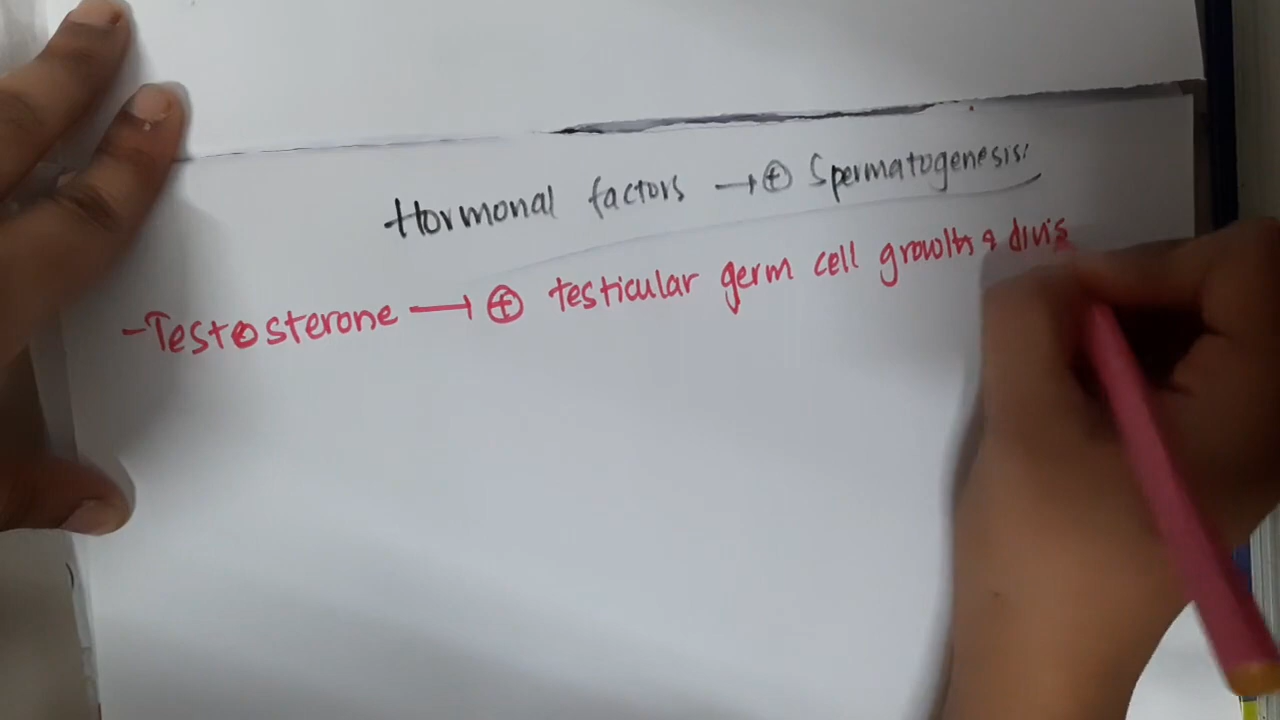 Hormonal factors → ⊕ Spermatogenesis:
- Testosterone → ⊕ testicular germ cell growth & divis